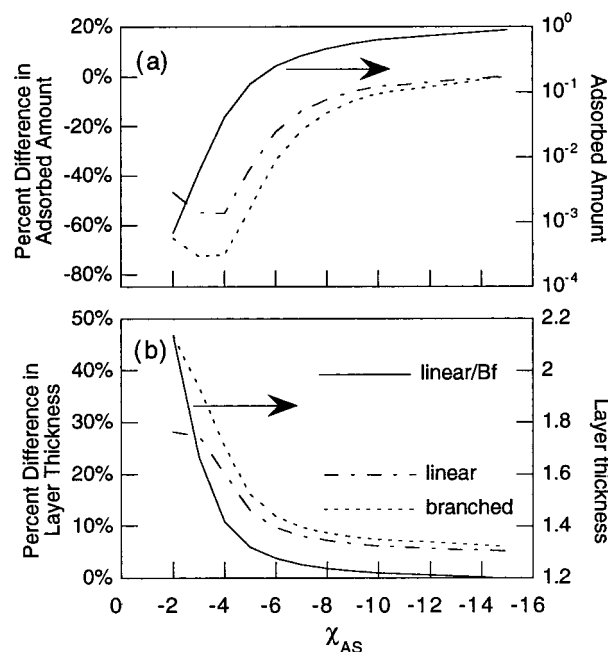 20%
0%
-20%
-40%
-60%
-80%
Percent Difference in
Adsorbed Amount
(a)
10^0
10^-1
10^-2
10^-3
10^-4
Adsorbed Amount
50%
40%
30%
20%
10%
0%
Percent Difference in
Layer Thickness
(b)
linear/Bf
linear
branched
2.2
2
1.8
1.6
1.4
1.2
Layer thickness
0 -2 -4 -6 -8 -10 -12 -14 -16
χ_AS